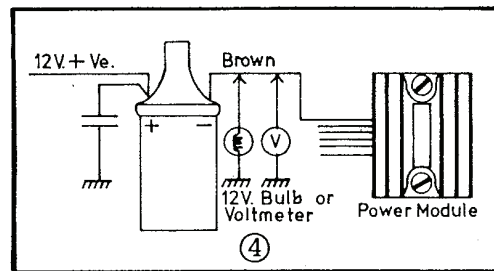 12V. + Ve.
Brown
+ −
V
12V. Bulb or
Voltmeter
Power Module
④